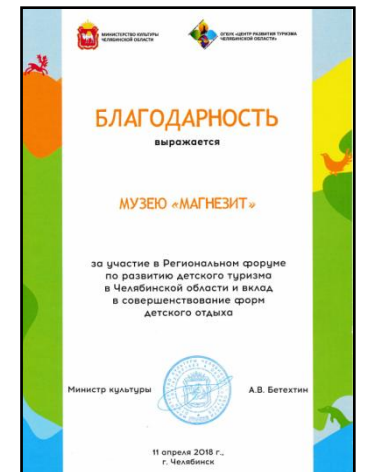 МИНИСТЕРСТВО КУЛЬТУРЫ
ЧЕЛЯБИНСКОЙ ОБЛАСТИ
ОГБУК «ЦЕНТР РАЗВИТИЯ ТУРИЗМА
ЧЕЛЯБИНСКОЙ ОБЛАСТИ»
БЛАГОДАРНОСТЬ
выражается
МУЗЕЮ «МАГНЕЗИТ»
за участие в Региональном форуме
по развитию детского туризма
в Челябинской области и вклад
в совершенствование форм
детского отдыха
Министр культуры
А.В. Бетехтин
11 апреля 2018 г.,
г. Челябинск